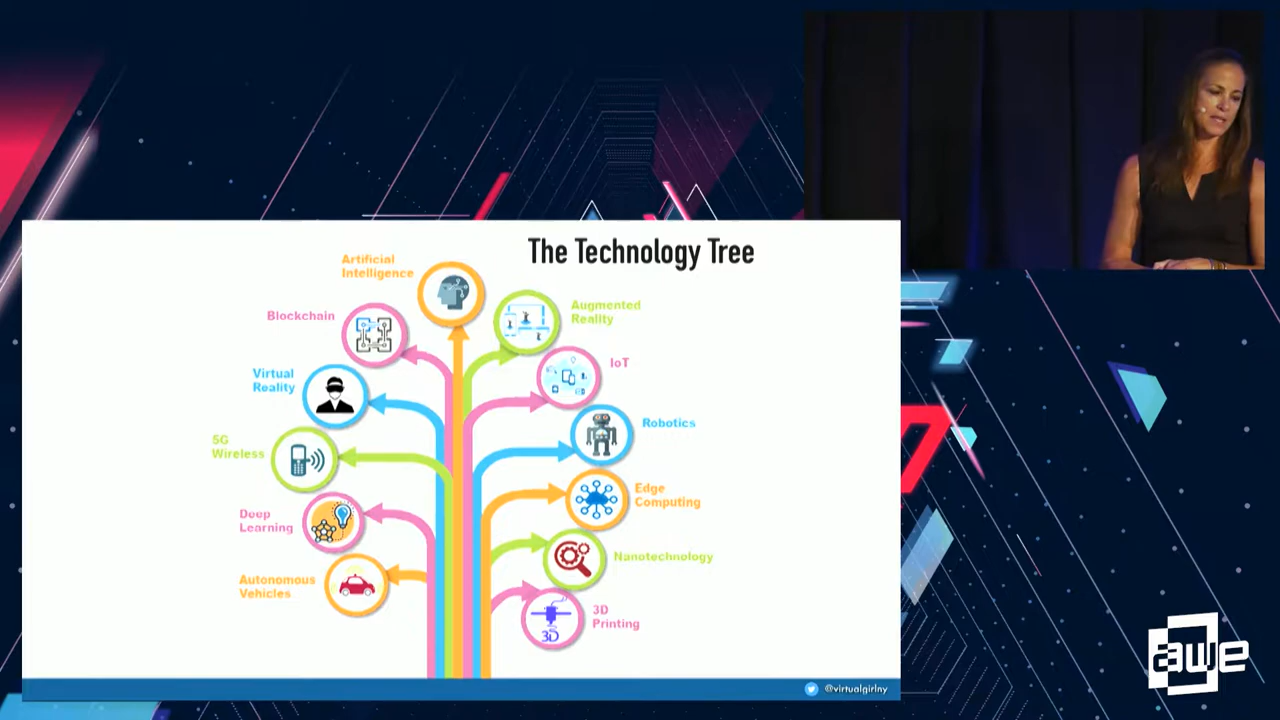 The Technology Tree
Artificial
Intelligence
Augmented
Reality
Blockchain
IoT
Virtual
Reality
Robotics
5G
Wireless
Edge
Computing
Deep
Learning
Nanotechnology
Autonomous
Vehicles
3D
Printing
3D
@virtualgirlny
awe